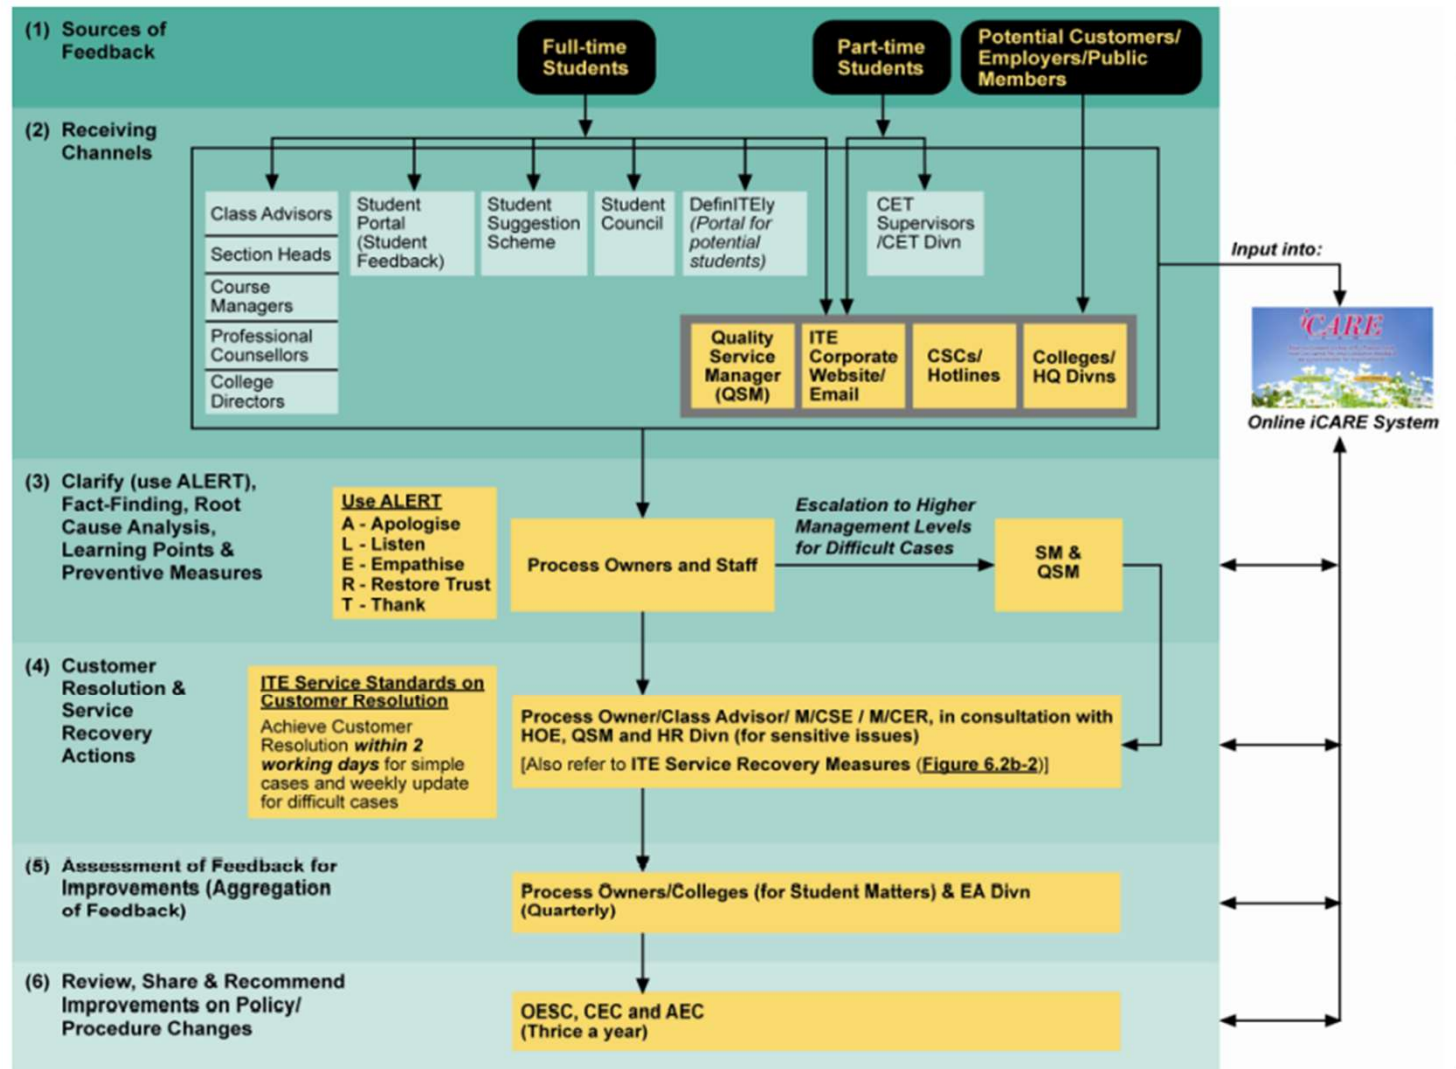 (1) Sources of
Feedback
Full-time
Students
Part-time
Students
Potential Customers/
Employers/Public
Members
(2) Receiving
Channels
Class Advisors
Section Heads
Course
Managers
Professional
Counsellors
College
Directors
Student
Portal
(Student
Feedback)
Student
Suggestion
Scheme
Student
Council
DefinITEly
(Portal for
potential
students)
CET
Supervisors
/CET Divn
Quality
Service
Manager
(QSM)
ITE
Corporate
Website/
Email
CSCs/
Hotlines
Colleges/
HQ Divns
Input into:
iCARE
Online iCARE System
(3) Clarify (use ALERT),
Fact-Finding, Root
Cause Analysis,
Learning Points &
Preventive Measures
Use ALERT
A - Apologise
L - Listen
E - Empathise
R - Restore Trust
T - Thank
Process Owners and Staff
Escalation to Higher
Management Levels
for Difficult Cases
SM &
QSM
(4) Customer
Resolution &
Service
Recovery
Actions
ITE Service Standards on
Customer Resolution
Achieve Customer
Resolution within 2
working days for simple
cases and weekly update
for difficult cases
Process Owner/Class Advisor/ M/CSE / M/CER, in consultation with
HOE, QSM and HR Divn (for sensitive issues)
[Also refer to ITE Service Recovery Measures (Figure 6.2b-2)]
(5) Assessment of Feedback for
Improvements (Aggregation
of Feedback)
Process Owners/Colleges (for Student Matters) & EA Divn
(Quarterly)
(6) Review, Share & Recommend
Improvements on Policy/
Procedure Changes
OESC, CEC and AEC
(Thrice a year)